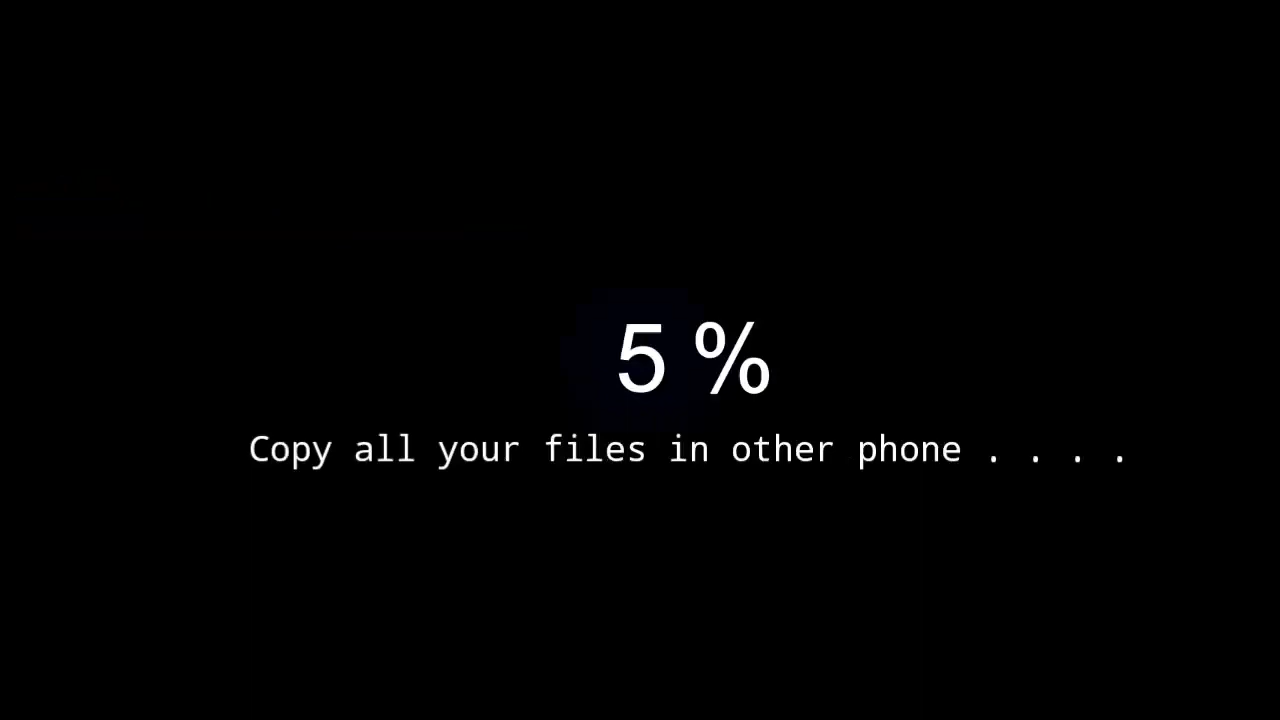 5 %
Copy all your files in other phone . . . .